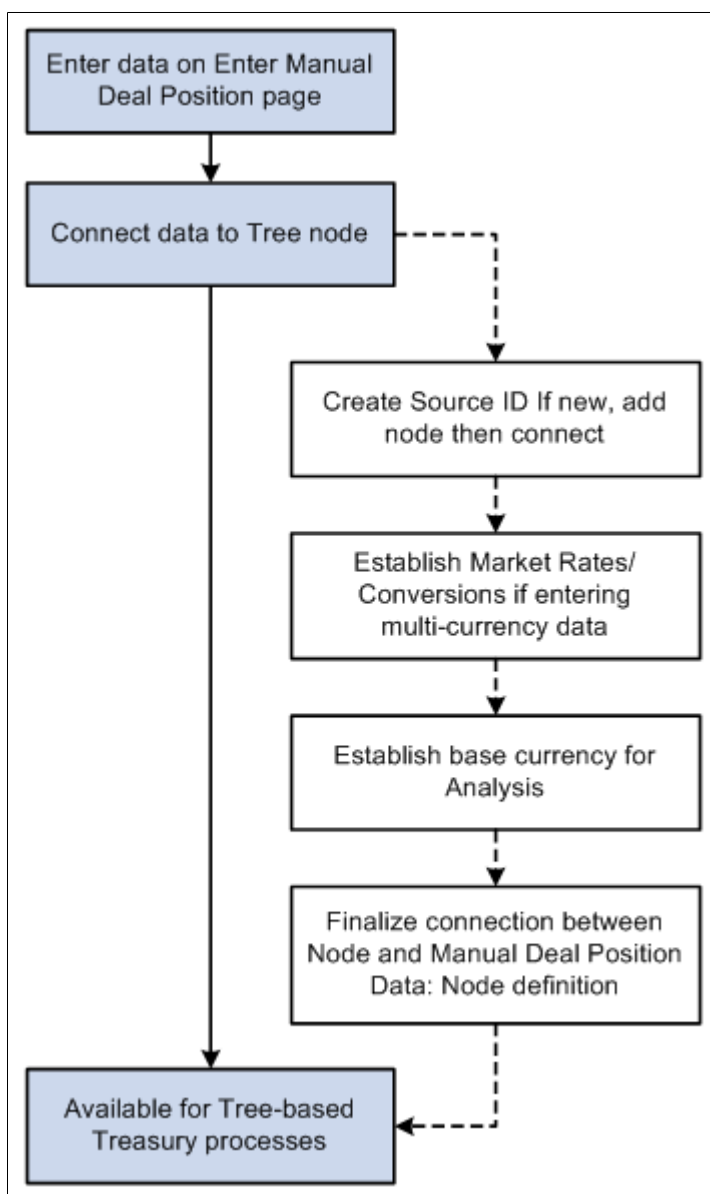 Enter data on Enter Manual
Deal Position page
Connect data to Tree node
Create Source ID If new, add
node then connect
Establish Market Rates/
Conversions if entering
multi-currency data
Establish base currency for
Analysis
Finalize connection between
Node and Manual Deal Position
Data: Node definition
Available for Tree-based
Treasury processes